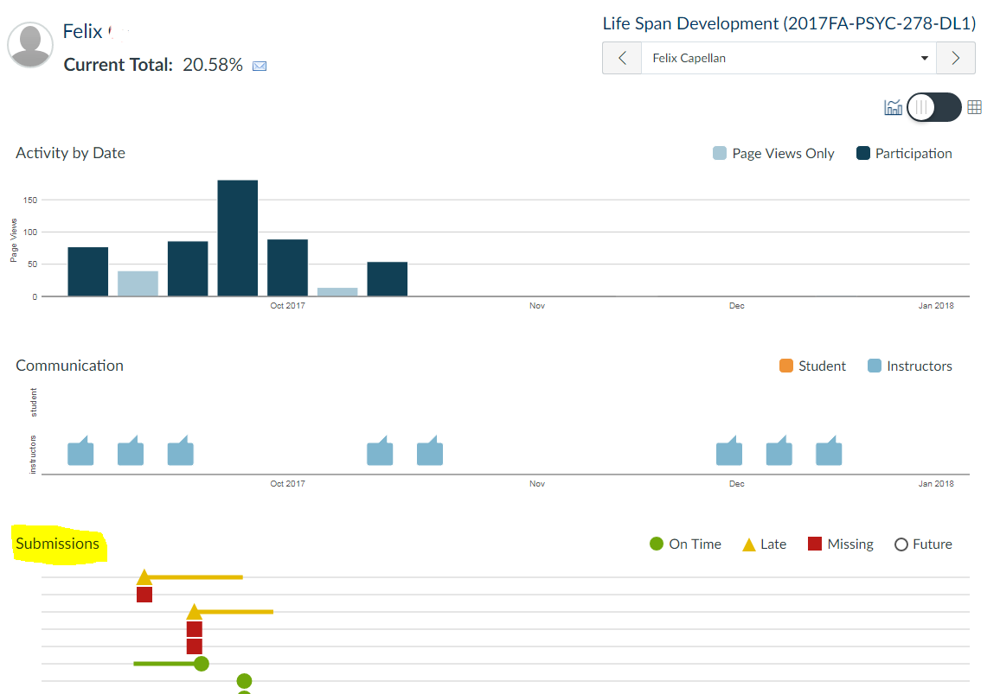 Felix
Current Total: 20.58%
Life Span Development (2017FA-PSYC-278-DL1)
Felix Capellan
Activity by Date
Page Views Only
Participation
Page Views
150
100
50
0
Oct 2017
Nov
Dec
Jan 2018
Communication
Student
Instructors
student
instructors
Oct 2017
Nov
Dec
Jan 2018
Submissions
On Time
Late
Missing
Future